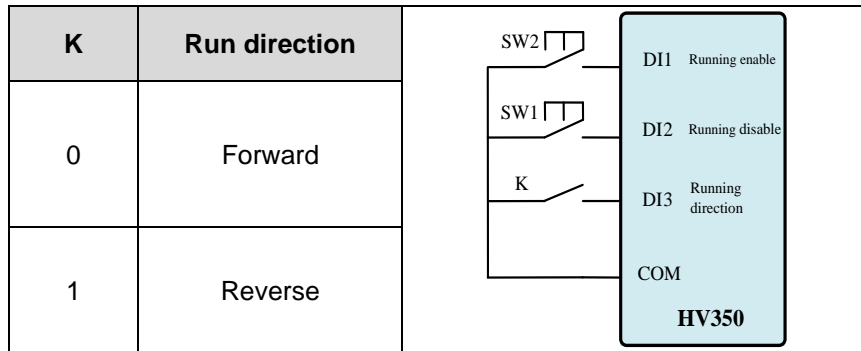 K Run direction
0 Forward
1 Reverse
SW2
DI1 Running enable
SW1
DI2 Running disable
K
DI3 Running
direction
COM
HV350